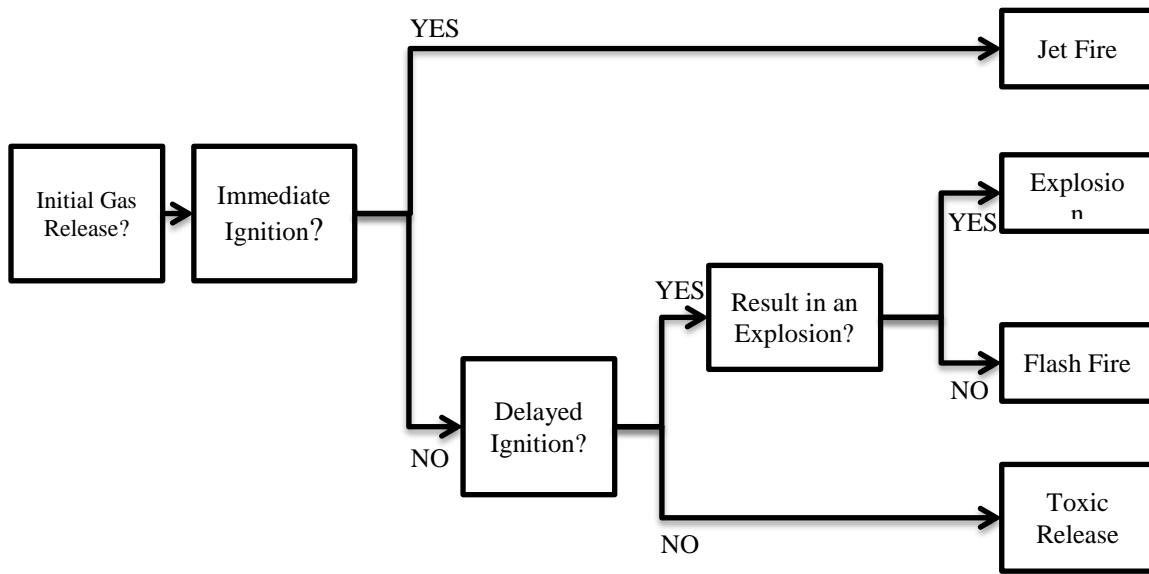 YES
Jet Fire
Initial Gas
Release?
Immediate
Ignition?
Explosio
n
YES
YES
Result in an
Explosion?
Flash Fire
NO
Delayed
Ignition?
NO
Toxic
Release
NO